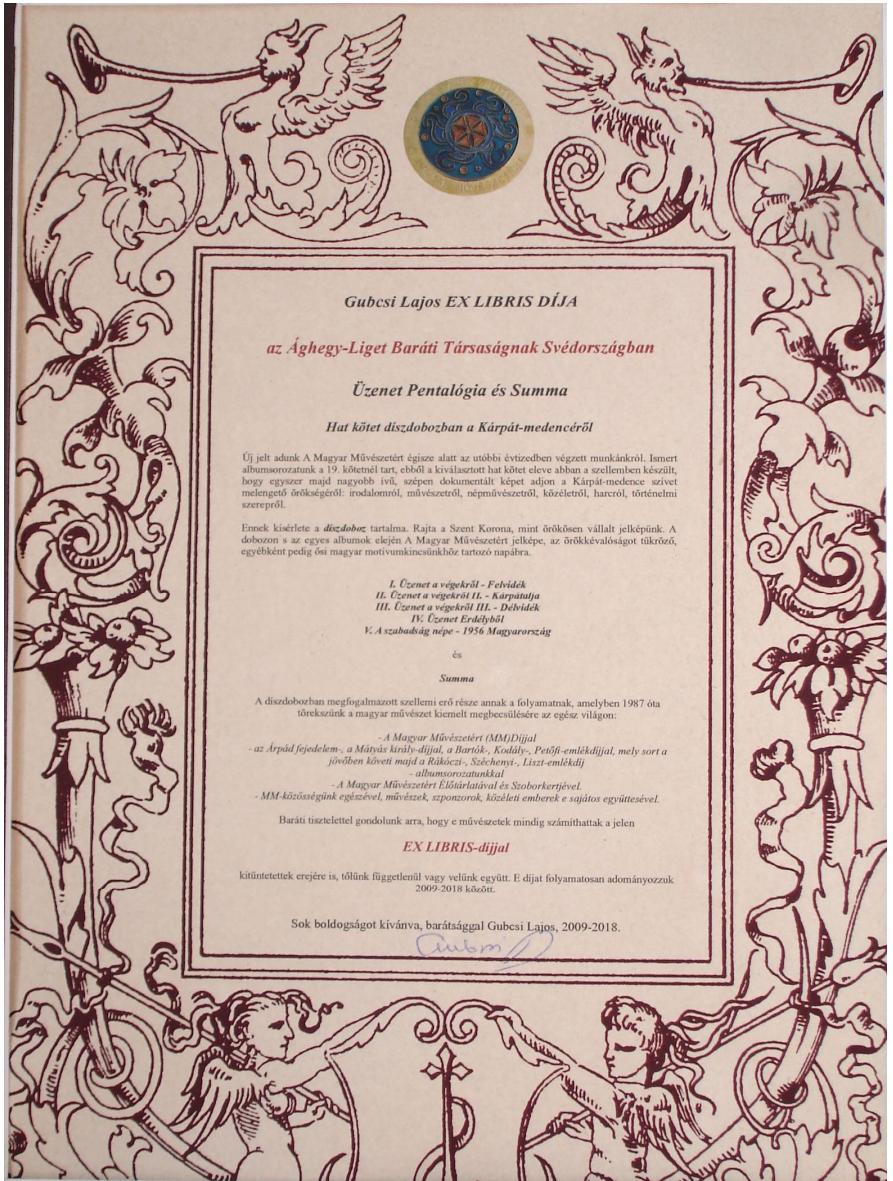 Gubcsi Lajos EX LIBRIS DÍJA
az Ághegy-Liget Baráti Társaságnak Svédországban
Üzenet Pentalógia és Summa
Hat kötet díszdobozban a Kárpát-medencéről
Új jelt adunk A Magyar Művészetért égisze alatt az utóbbi évtizedben végzett munkánkról. Ismert
albumsorozatunk a 19. kötetnél tart, ebből a kiválasztott hat kötet eleve abban a szellemben készült,
hogy egyszer majd nagyobb ívű, szépen dokumentált képet adjon a Kárpát-medence szívet
melengető örökségéről: irodalomról, művészetről, népművészetről, közéletről, harcról, történelmi
szerepről.
Ennek kísérlete a díszdoboz tartalma. Rajta a Szent Korona, mint örökösen vállalt jelképünk. A
dobozon s az egyes albumok elején A Magyar Művészetért jelképe, az örökkévalóságot tükröző,
egyébként pedig ősi magyar motívumkincsünkhöz tartozó napábra.
I. Üzenet a végekről - Felvidék
II. Üzenet a végekről II. - Kárpátalja
III. Üzenet a végekről III. - Délvidék
IV. Üzenet Erdélyből
V. A szabadság népe - 1956 Magyarország
és
Summa
A díszdobozban megfogalmazott szellemi erő része annak a folyamatnak, amelyben 1987 óta
törekszünk a magyar művészet kiemelt megbecsülésére az egész világon:
- A Magyar Művészetért (MM)Díjjal
- az Árpád fejedelem-, a Mátyás király-díjjal, a Bartók-, Kodály-, Petőfi-emlékdíjjal, mely sort a
jövőben követi majd a Rákóczi-, Széchenyi-, Liszt-emlékdíj
- albumsorozatunkkal
- A Magyar Művészetért Élőtárlatával és Szoborkertjével.
- MM-közösségünk egészével, művészek, szponzorok, közéleti emberek e sajátos együttesével.
Baráti tisztelettel gondolunk arra, hogy e művészetek mindig számíthattak a jelen
EX LIBRIS-díjjal
kitüntetettek erejére is, tőlünk függetlenül vagy velünk együtt. E díjat folyamatosan adományozzuk
2009-2018 között.
Sok boldogságot kívánva, barátsággal Gubcsi Lajos, 2009-2018.